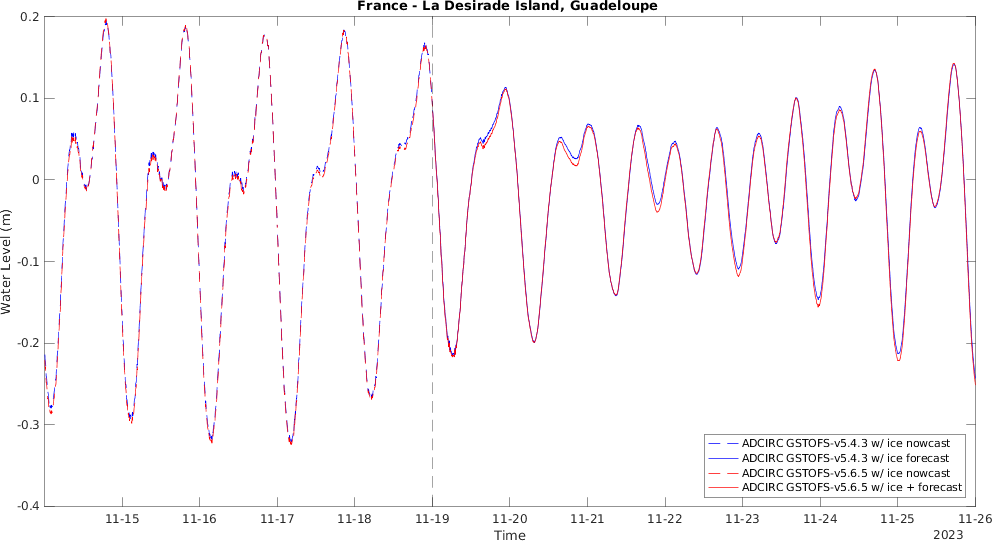 France - La Desirade Island, Guadeloupe
0.2
0.1
0
-0.1
-0.2
-0.3
-0.4
Water Level (m)
ADCIRC GSTOFS-v5.4.3 w/ ice nowcast
ADCIRC GSTOFS-v5.4.3 w/ ice forecast
ADCIRC GSTOFS-v5.6.5 w/ ice nowcast
ADCIRC GSTOFS-v5.6.5 w/ ice + forecast
11-15 11-16 11-17 11-18 11-19 11-20 11-21 11-22 11-23 11-24 11-25 11-26
Time
2023